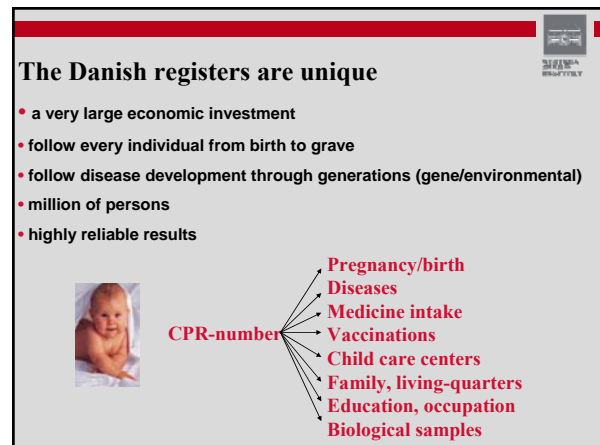 The Danish registers are unique
• a very large economic investment
• follow every individual from birth to grave
• follow disease development through generations (gene/environmental)
• million of persons
• highly reliable results
CPR-number
Pregnancy/birth
Diseases
Medicine intake
Vaccinations
Child care centers
Family, living-quarters
Education, occupation
Biological samples